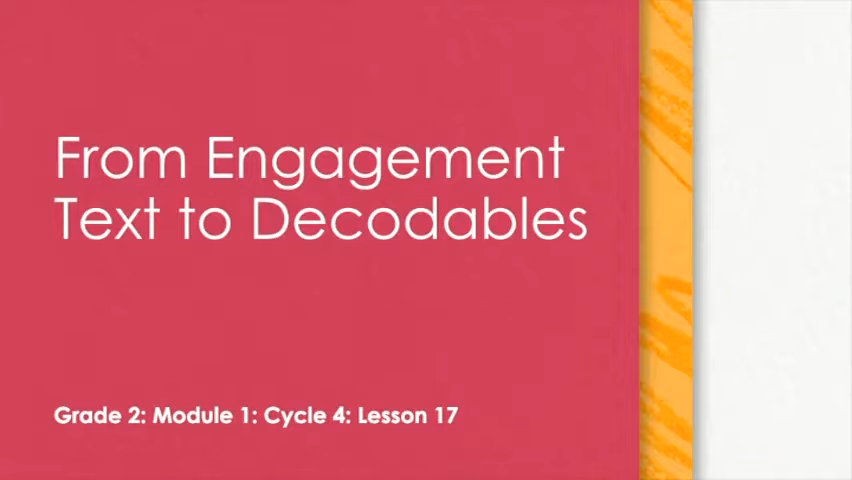 From Engagement
Text to Decodables
Grade 2: Module 1: Cycle 4: Lesson 17